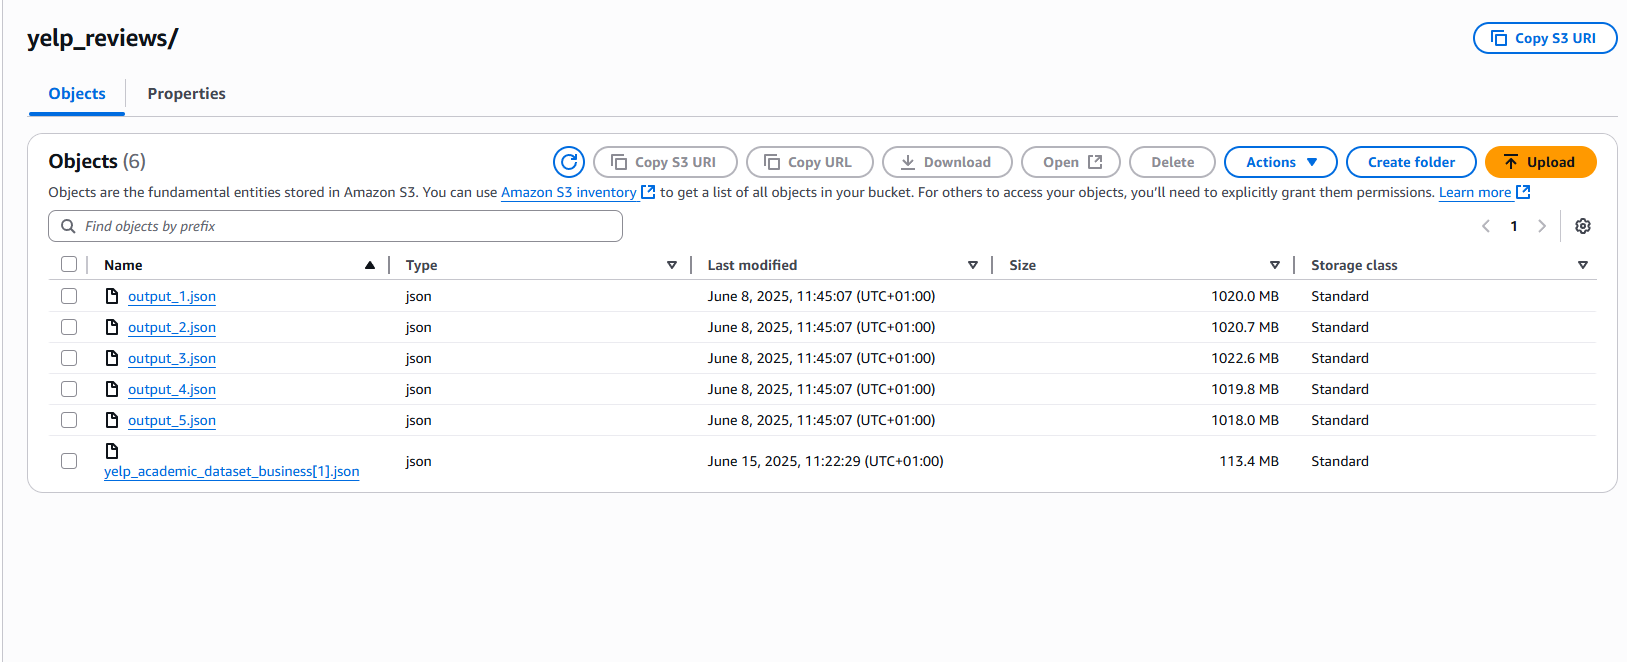 yelp_reviews/
Copy S3 URI
Objects Properties
Objects (6)
Copy S3 URI Copy URL Download Open Delete Actions Create folder Upload
Objects are the fundamental entities stored in Amazon S3. You can use Amazon S3 inventory to get a list of all objects in your bucket. For others to access your objects, you'll need to explicitly grant them permissions. Learn more
Find objects by prefix
1
Name Type Last modified Size Storage class
output_1.json json June 8, 2025, 11:45:07 (UTC+01:00) 1020.0 MB Standard
output_2.json json June 8, 2025, 11:45:07 (UTC+01:00) 1020.7 MB Standard
output_3.json json June 8, 2025, 11:45:07 (UTC+01:00) 1022.6 MB Standard
output_4.json json June 8, 2025, 11:45:07 (UTC+01:00) 1019.8 MB Standard
output_5.json json June 8, 2025, 11:45:07 (UTC+01:00) 1018.0 MB Standard
yelp_academic_dataset_business[1].json json June 15, 2025, 11:22:29 (UTC+01:00) 113.4 MB Standard